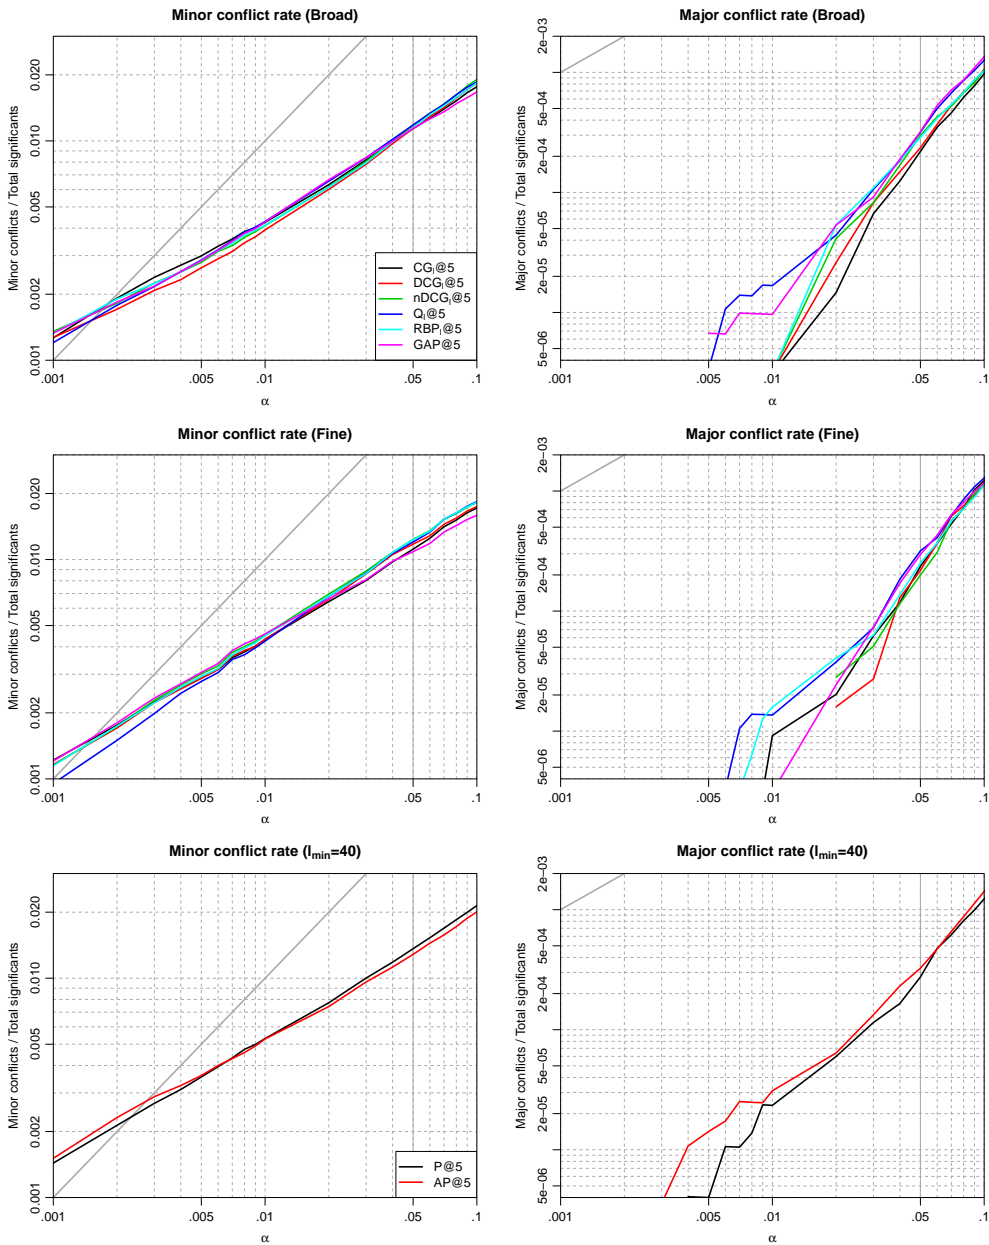 Minor conflict rate (Broad)
Minor conflicts / Total significants
0.001
0.002
0.005
0.010
0.020
.001
.005
.01
.05
.1
α
CGₗ@5
DCGₗ@5
nDCGₗ@5
Qₗ@5
RBPₗ@5
GAP@5
Major conflict rate (Broad)
Major conflicts / Total significants
5e−06
2e−05
5e−05
2e−04
5e−04
2e−03
.001
.005
.01
.05
.1
α
Minor conflict rate (Fine)
Minor conflicts / Total significants
0.001
0.002
0.005
0.010
0.020
.001
.005
.01
.05
.1
α
Major conflict rate (Fine)
Major conflicts / Total significants
5e−06
2e−05
5e−05
2e−04
5e−04
2e−03
.001
.005
.01
.05
.1
α
Minor conflict rate (lmin=40)
Minor conflicts / Total significants
0.001
0.002
0.005
0.010
0.020
.001
.005
.01
.05
.1
α
P@5
AP@5
Major conflict rate (lmin=40)
Major conflicts / Total significants
5e−06
2e−05
5e−05
2e−04
5e−04
2e−03
.001
.005
.01
.05
.1
α